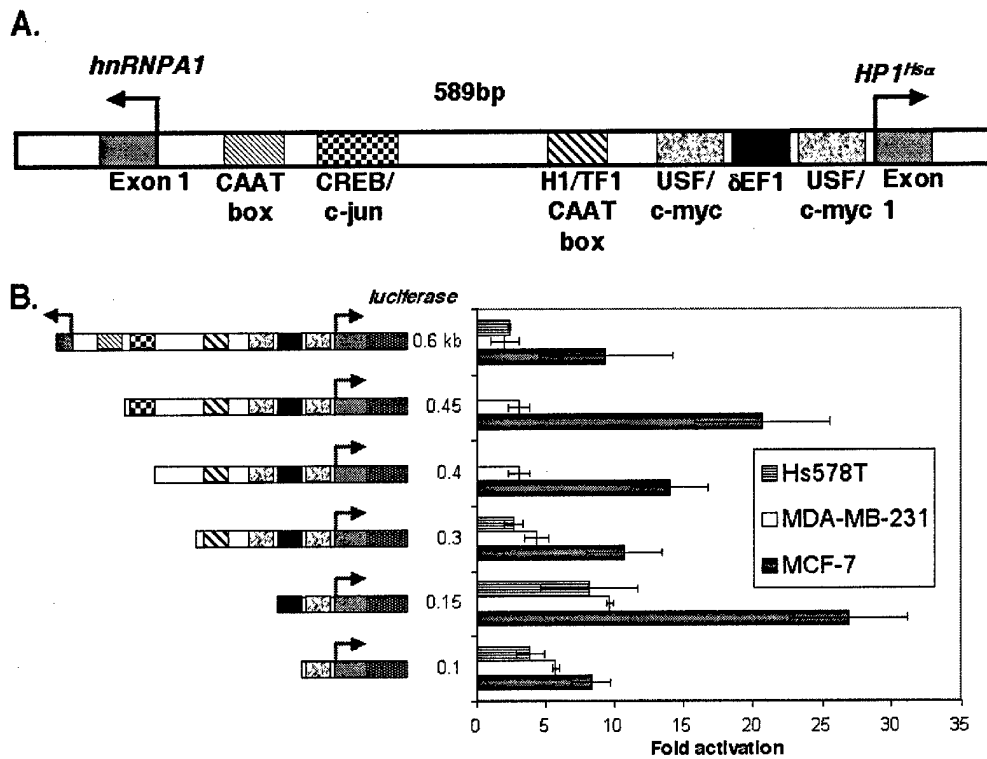 A.
hnRNPA1
589bp
HP1Hsα
Exon 1
CAAT
box
CREB/
c-jun
H1/TF1
CAAT
box
USF/
c-myc
δEF1
USF/
c-myc
Exon
1
B.
luciferase
0.6 kb
0.45
0.4
0.3
0.15
0.1
Hs578T
MDA-MB-231
MCF-7
0 5 10 15 20 25 30 35
Fold activation